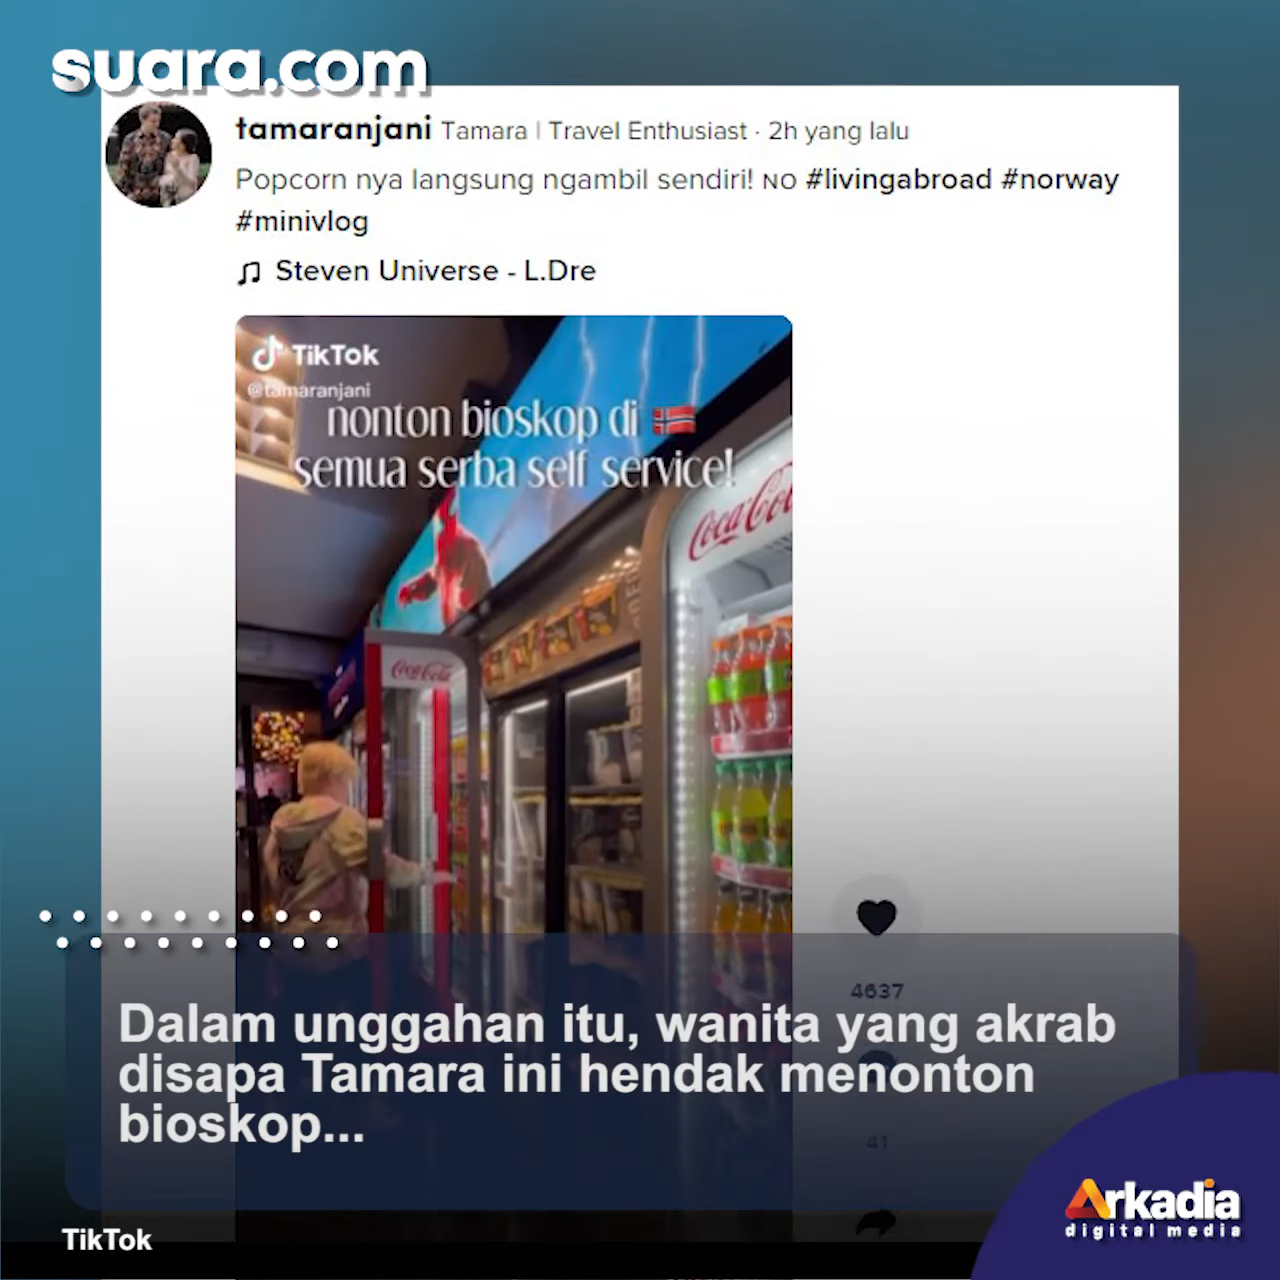 suara.com
tamaranjani Tamara | Travel Enthusiast · 2h yang lalu
Popcorn nya langsung ngambil sendiri! NO #livingabroad #norway
#minivlog
Steven Universe - L.Dre
TikTok
@tamaranjani
nonton bioskop di
semua serba self service!
Coca-Cola
Coca-Cola
4637
Dalam unggahan itu, wanita yang akrab
disapa Tamara ini hendak menonton
bioskop...
41
Arkadia
digital media
TikTok